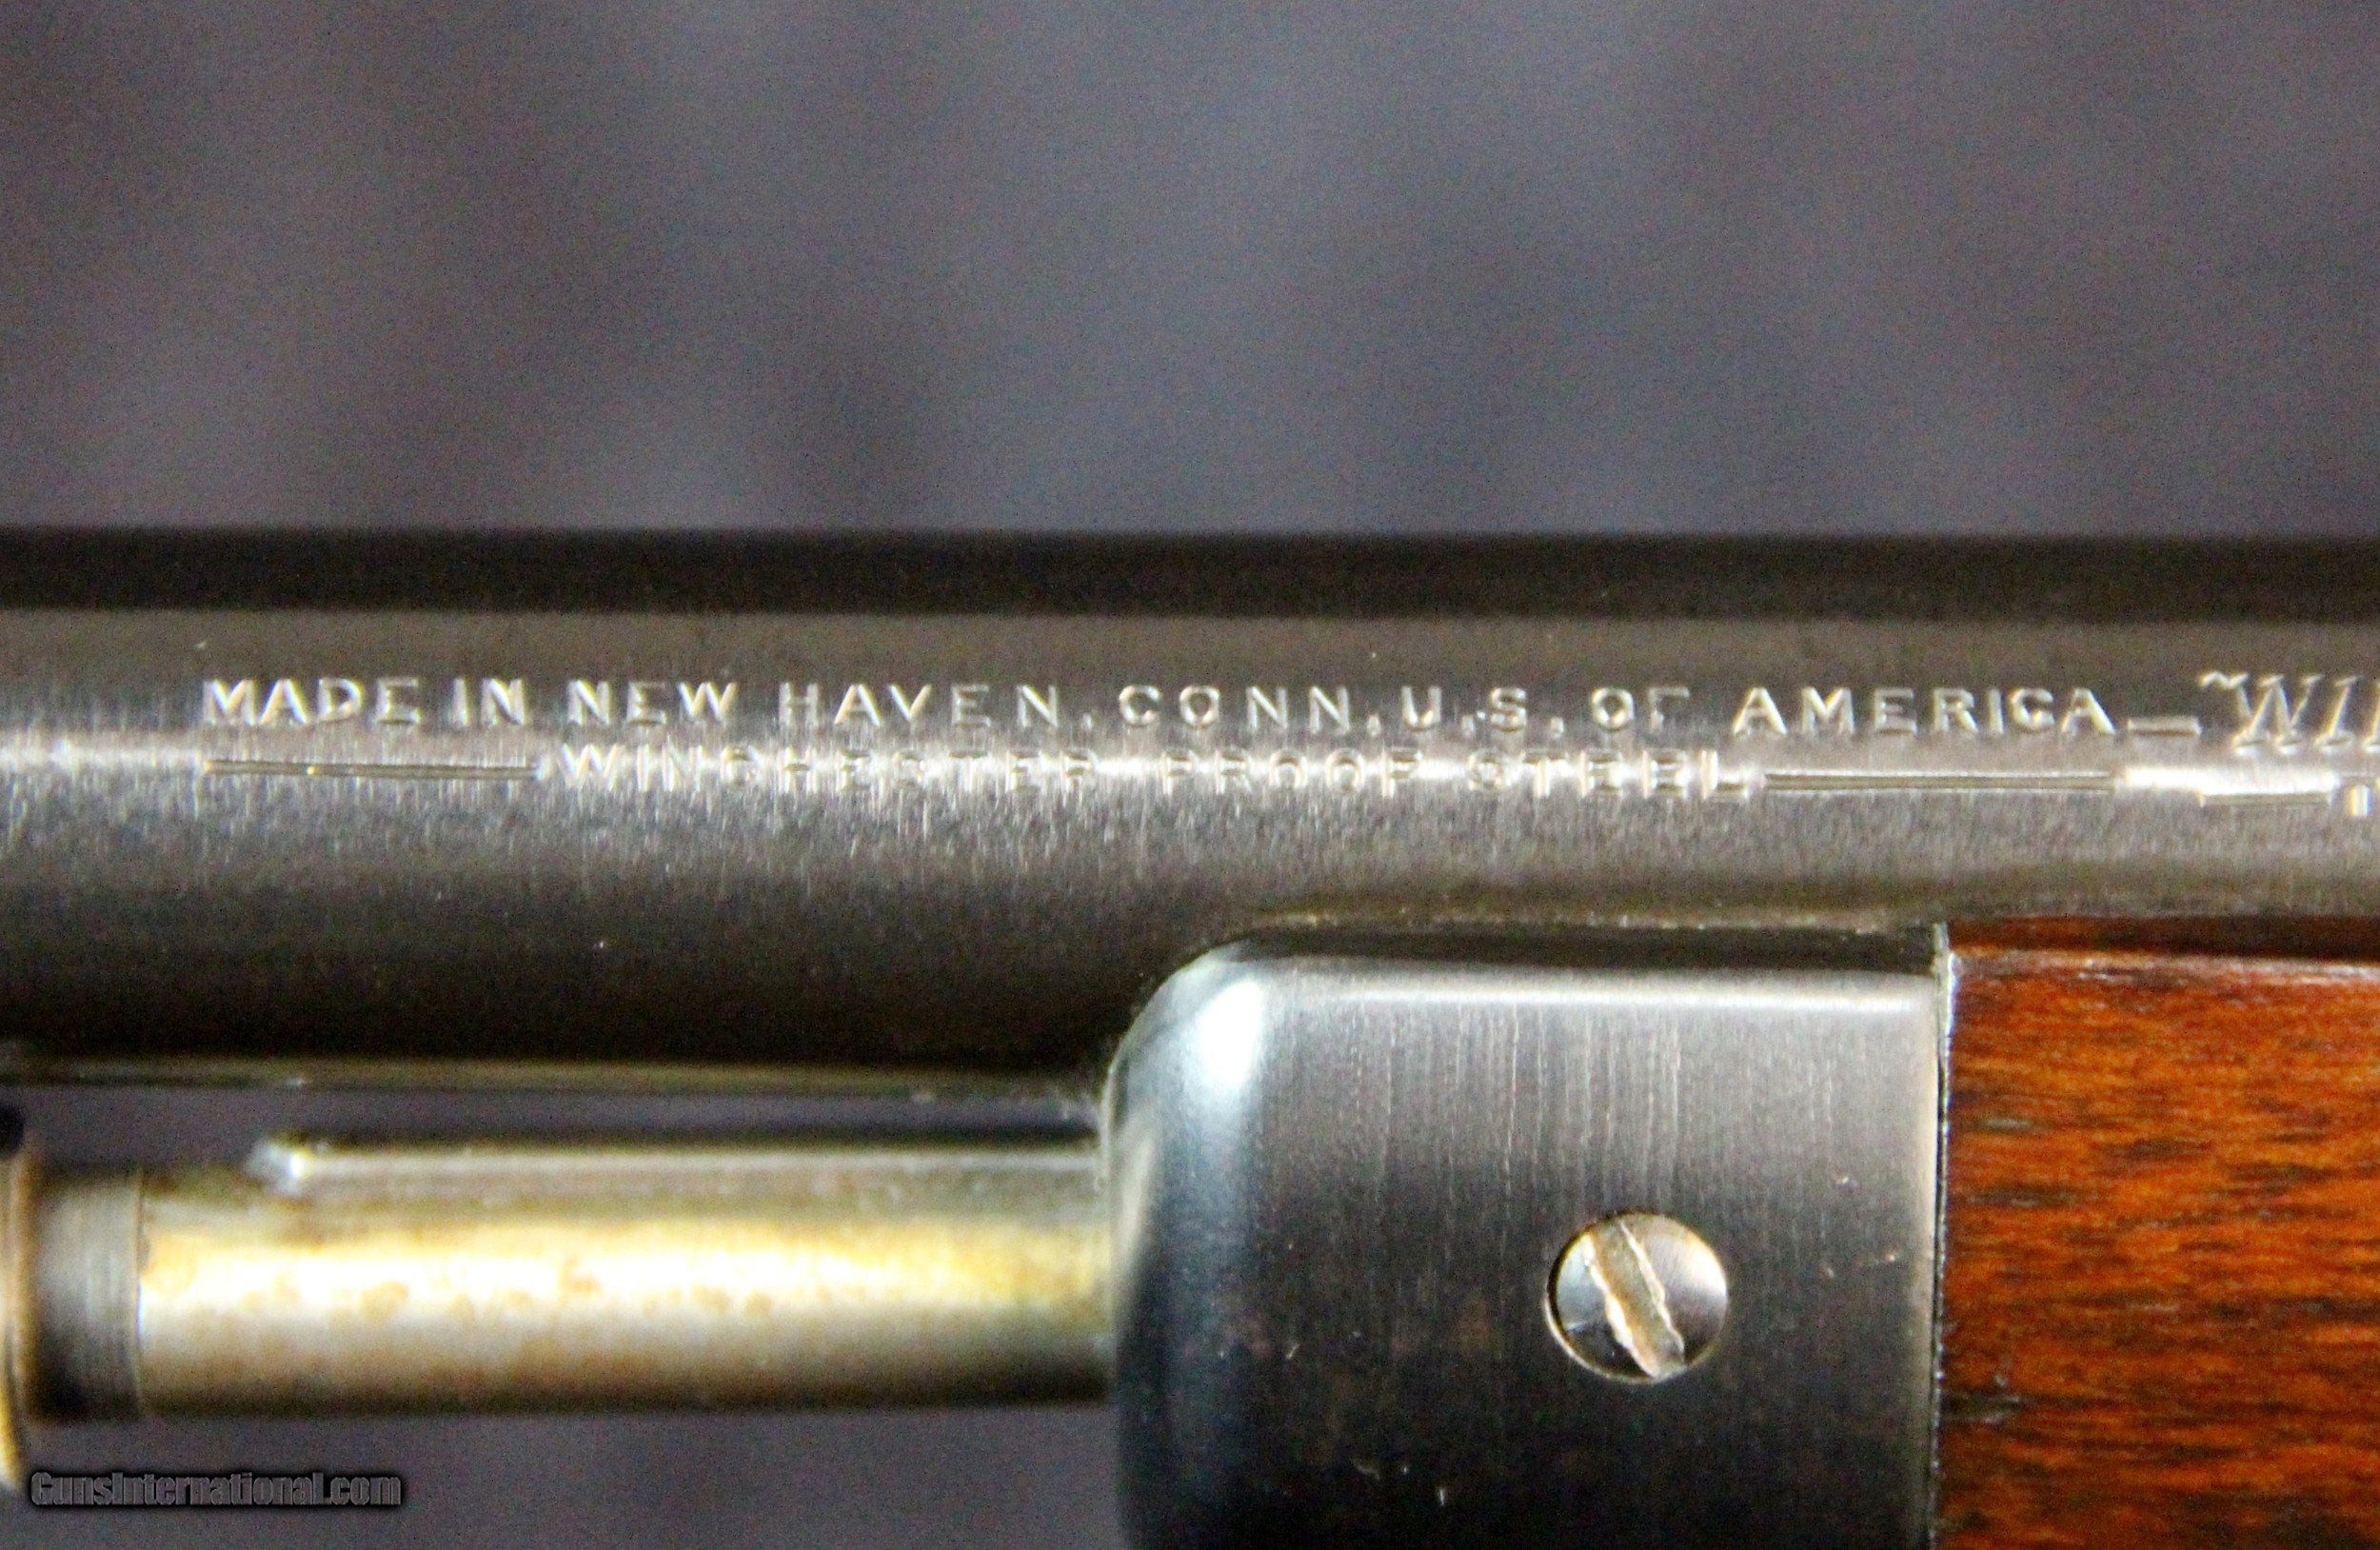 MADE IN NEW HAVEN, CONN. U.S. OF AMERICA—
WINCHESTER PROOF STEEL
GunsInternational.com